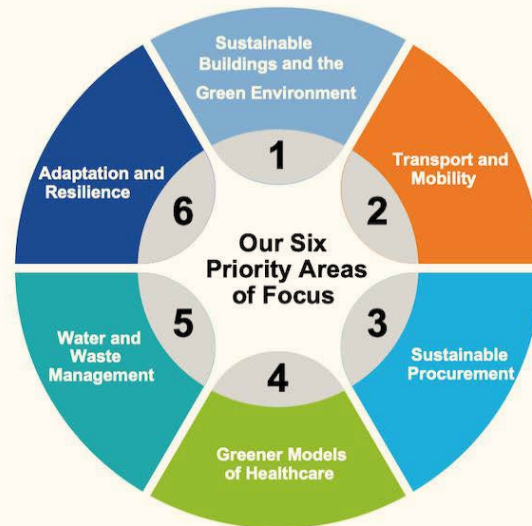 Sustainable
Buildings and the
Green Environment
1
Transport and
Mobility
2
Sustainable
Procurement
3
Greener Models
of Healthcare
4
Water and
Waste
Management
5
Adaptation and
Resilience
6
Our Six
Priority Areas
of Focus